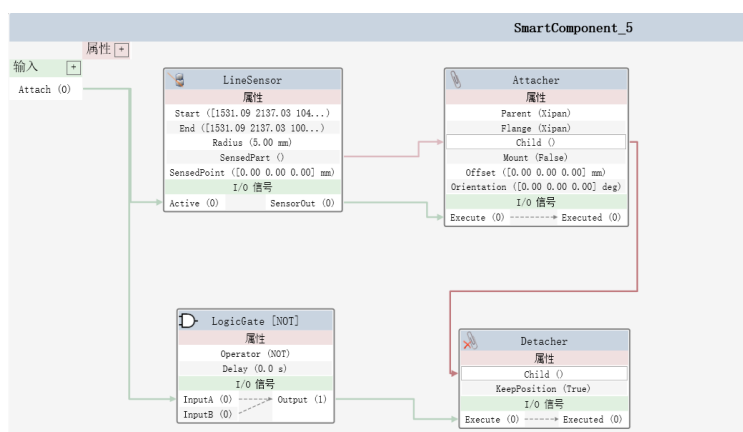 SmartComponent_5
属性 +
输入 +
Attach (0)
LineSensor
属性
Start ([1531.09 2137.03 104...)
End ([1531.09 2137.03 100...)
Radius (5.00 mm)
SensedPart ()
SensedPoint ([0.00 0.00 0.00] mm)
I/O 信号
Active (0) SensorOut (0)
Attacher
属性
Parent (Xipan)
Flange (Xipan)
Child ()
Mount (False)
Offset ([0.00 0.00 0.00] mm)
Orientation ([0.00 0.00 0.00] deg)
I/O 信号
Execute (0) Executed (0)
LogicGate [NOT]
属性
Operator (NOT)
Delay (0.0 s)
I/O 信号
InputA (0) Output (1)
InputB (0)
Detacher
属性
Child ()
KeepPosition (True)
I/O 信号
Execute (0) Executed (0)